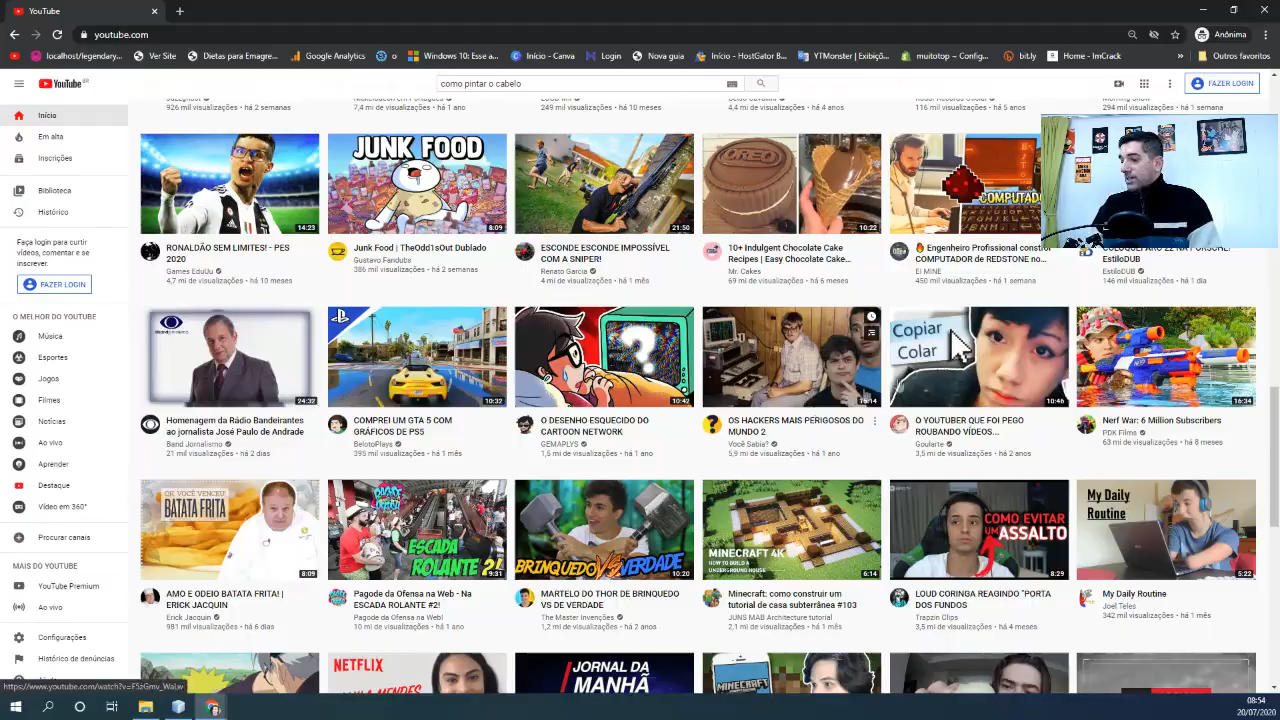 YouTube
youtube.com
Anônima
localhost/legendary...
Ver Site
Dietas para Emagre...
Google Analytics
o
Windows 10: Esse a...
Início - Canva
Login
Nova guia
Início - HostGator B...
YTMonster | Exibiçõ...
muitotop ~ Config...
bit.ly
Home - ImCrack
»
Outros favoritos
YouTube BR
como pintar o cabelo
FAZER LOGIN
926 mil visualizações • há 2 semanas
7,4 mi visualizações • há 1 ano
249 mil visualizações • há 10 meses
4,4 mi visualizações • há 4 anos
116 mi visualizações • há 5 anos
294 mil visualizações • há 1 semana
Início
Em alta
Inscrições
Biblioteca
Histórico
Faça login para curtir
vídeos, comentar e se
inscrever.
FAZER LOGIN
O MELHOR DO YOUTUBE
Música
Esportes
Jogos
Filmes
Notícias
Ao vivo
Aprender
Destaque
Vídeo em 360°
Procurar canais
MAIS DO YOUTUBE
YouTube Premium
Ao vivo
Configurações
Histórico de denúncias
14:23
JUNK FOOD
8:09
21:50
OREO
10:22
COMPUTAD
RONALDÃO SEM LIMITES! - PES
2020
Games EduUu
4,7 mi visualizações • há 10 meses
Junk Food | TheOdd1sOut Dublado
Gustavo Fandubs
386 mil visualizações • há 2 semanas
ESCONDE ESCONDE IMPOSSÍVEL
COM A SNIPER!
Renato Garcia
4 mi de visualizações • há 1 mês
10+ Indulgent Chocolate Cake
Recipes | Easy Chocolate Cake...
Mr. Cakes
69 mi de visualizações • há 6 meses
Engenheiro Profissional constrói
COMPUTADOR de REDSTONE no...
El MINE
450 mil visualizações • há 1 semana
EstiloDUB
EstiloDUB
146 mil visualizações • há 1 dia
24:32
10:32
10:42
15:14
Copiar
Colar
10:46
16:34
Homenagem da Rádio Bandeirantes
ao jornalista José Paulo de Andrade
Band Jornalismo
21 mil visualizações • há 2 dias
COMPREI UM GTA 5 COM
GRÁFICOS DE PS5
BelotoPlays
395 mil visualizações • há 1 mês
O DESENHO ESQUECIDO DO
CARTOON NETWORK
GEMAPLYS
1,5 mi visualizações • há 1 ano
OS HACKERS MAIS PERIGOSOS DO
MUNDO 2
Você Sabia?
5,9 mi visualizações • há 1 ano
O YOUTUBER QUE FOI PEGO
ROUBANDO VÍDEOS...
Goularte
3,5 mi visualizações • há 2 anos
Nerf War: 6 Million Subscribers
PDK Films
63 mi de visualizações • há 8 meses
OK, VOCÊ VENCEU
BATATA FRITA
8:09
PAGODE
OFENSA
ESCADA
ROLANTE 2!
9:31
BRINQUEDO VS VERDADE
10:20
MINECRAFT 4K
HOW TO BUILD A
UNDERGROUND HOUSE
6:14
COMO EVITAR
UM ASSALTO
8:29
My Daily
Routine
5:22
AMO E ODEIO BATATA FRITA! |
ERICK JACQUIN
Erick Jacquin
981 mil visualizações • há 6 dias
Pagode da Ofensa na Web - Na
ESCADA ROLANTE #2!
Pagode da Ofensa na Web!
10 mi de visualizações • há 1 ano
MARTELO DO THOR DE BRINQUEDO
VS DE VERDADE
The Master Invenções
1,2 mi visualizações • há 2 anos
Minecraft: como construir um
tutorial de casa subterrânea #103
JUNS MAB Architecture tutorial
2,1 mi visualizações • há 1 mês
LOUD CORINGA REAGINDO "PORTA
DOS FUNDOS
Trapzin Clips
3,5 mi visualizações • há 4 meses
My Daily Routine
Joel Teles
342 mil visualizações • há 1 mês
NETFLIX
JORNAL DA
MANHÃ
MINECRAFT
https://www.youtube.com/watch?v=F5zGmv_WaLw
08:54
20/07/2020